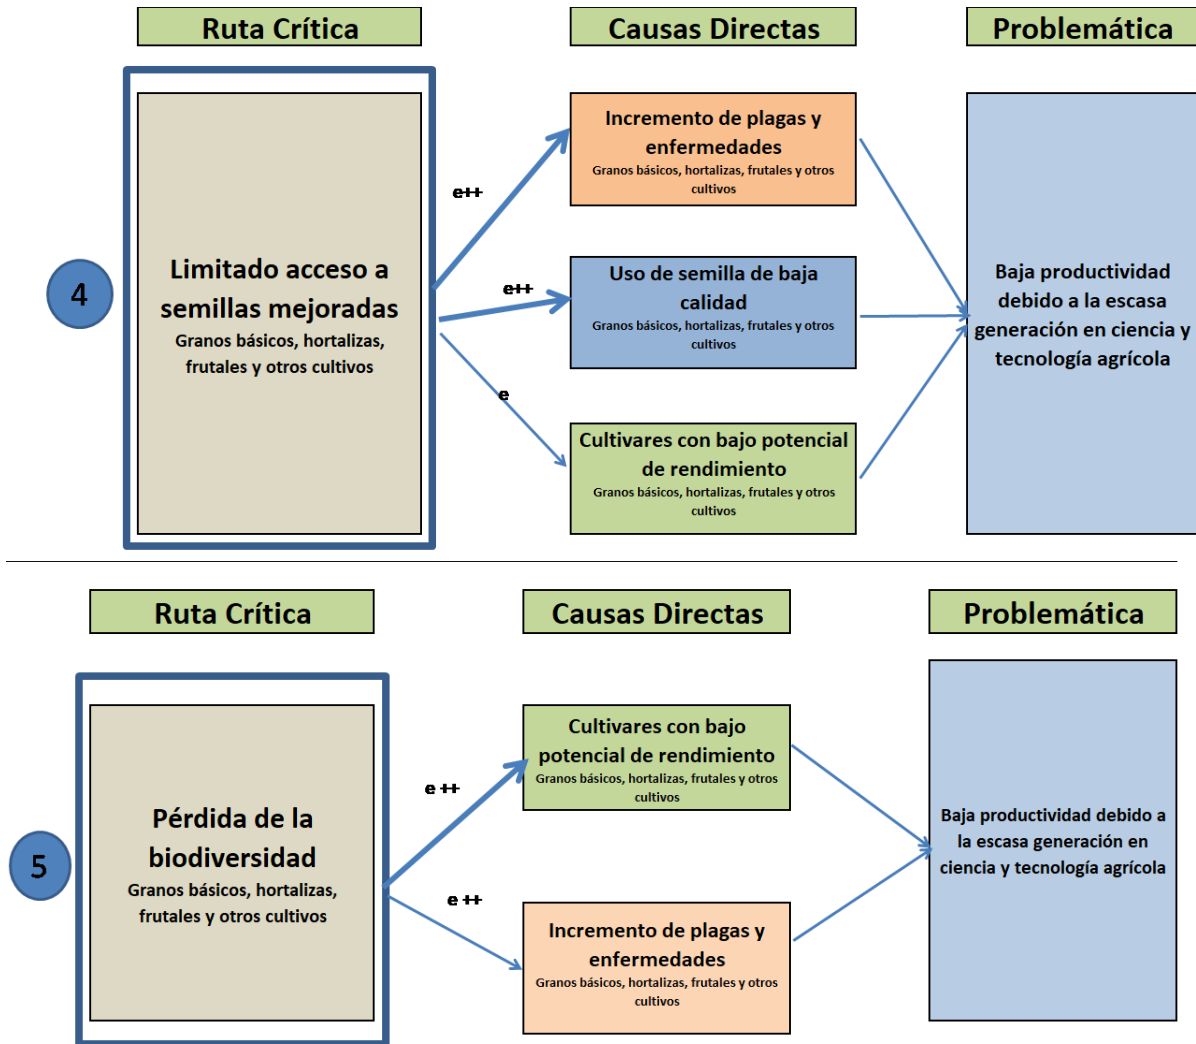 Ruta Crítica
Causas Directas
Problemática
4
Limitado acceso a
semillas mejoradas
Granos básicos, hortalizas,
frutales y otros cultivos
e++
e++
e
Incremento de plagas y
enfermedades
Granos básicos, hortalizas, frutales y otros
cultivos
Uso de semilla de baja
calidad
Granos básicos, hortalizas, frutales y otros
cultivos
Cultivares con bajo potencial
de rendimiento
Granos básicos, hortalizas, frutales y otros
cultivos
Baja productividad
debido a la escasa
generación en ciencia y
tecnología agrícola
Ruta Crítica
Causas Directas
Problemática
5
Pérdida de la
biodiversidad
Granos básicos, hortalizas,
frutales y otros cultivos
e ++
e ++
Cultivares con bajo
potencial de rendimiento
Granos básicos, hortalizas, frutales y otros
cultivos
Incremento de plagas y
enfermedades
Granos básicos, hortalizas, frutales y otros
cultivos
Baja productividad debido a
la escasa generación en
ciencia y tecnología agrícola